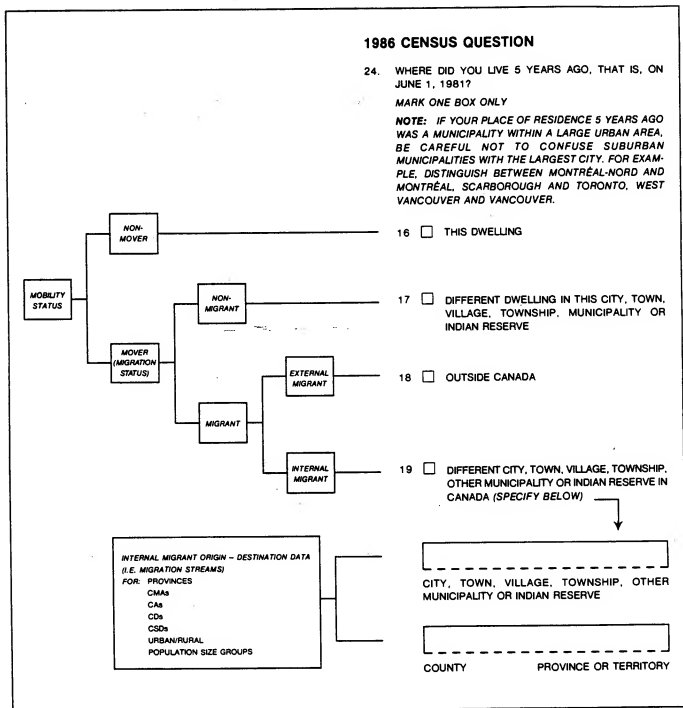 1986 CENSUS QUESTION
24. WHERE DID YOU LIVE 5 YEARS AGO, THAT IS, ON
JUNE 1, 1981?
MARK ONE BOX ONLY
NOTE: IF YOUR PLACE OF RESIDENCE 5 YEARS AGO
WAS A MUNICIPALITY WITHIN A LARGE URBAN AREA,
BE CAREFUL NOT TO CONFUSE SUBURBAN
MUNICIPALITIES WITH THE LARGEST CITY. FOR EXAM-
PLE, DISTINGUISH BETWEEN MONTRÉAL-NORD AND
MONTRÉAL, SCARBOROUGH AND TORONTO, WEST
VANCOUVER AND VANCOUVER.
NON-
MOVER
16 THIS DWELLING
MOBILITY
STATUS
NON-
MIGRANT
17 DIFFERENT DWELLING IN THIS CITY, TOWN,
VILLAGE, TOWNSHIP, MUNICIPALITY OR
INDIAN RESERVE
MOVER
(MIGRATION
STATUS)
EXTERNAL
MIGRANT
18 OUTSIDE CANADA
MIGRANT
INTERNAL
MIGRANT
19 DIFFERENT CITY, TOWN, VILLAGE, TOWNSHIP,
OTHER MUNICIPALITY OR INDIAN RESERVE IN
CANADA (SPECIFY BELOW)
INTERNAL MIGRANT ORIGIN – DESTINATION DATA
(I.E. MIGRATION STREAMS)
FOR: PROVINCES
CMAs
CAs
CDs
CSDs
URBAN/RURAL
POPULATION SIZE GROUPS
CITY, TOWN, VILLAGE, TOWNSHIP, OTHER
MUNICIPALITY OR INDIAN RESERVE
COUNTY PROVINCE OR TERRITORY